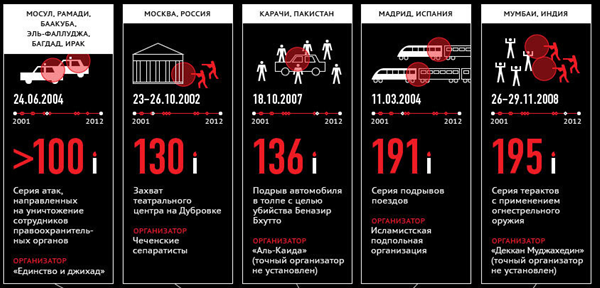 МОСУЛ, РАМАДИ,
БААКУБА,
ЭЛЬ-ФАЛЛУДЖА,
БАГДАД, ИРАК
24.06.2004
2001 2012
>100
Серия атак,
направленных
на уничтожение
сотрудников
правоохранитель-
ных органов
ОРГАНИЗАТОР
«Единство и джихад»
МОСКВА, РОССИЯ
23–26.10.2002
2001 2012
130
Захват
театрального
центра на Дубровке
ОРГАНИЗАТОР
Чеченские
сепаратисты
КАРАЧИ, ПАКИСТАН
18.10.2007
2001 2012
136
Подрыв автомобиля
в толпе с целью
убийства Беназир
Бхутто
ОРГАНИЗАТОР
«Аль-Каида»
(точный организатор
не установлен)
МАДРИД, ИСПАНИЯ
11.03.2004
2001 2012
191
Серия подрывов
поездов
ОРГАНИЗАТОР
Исламистская
подпольная
организация
МУМБАИ, ИНДИЯ
26–29.11.2008
2001 2012
195
Серия терактов
с применением
огнестрельного
оружия
ОРГАНИЗАТОР
«Деккан Муджахедин»
(точный организатор
не установлен)